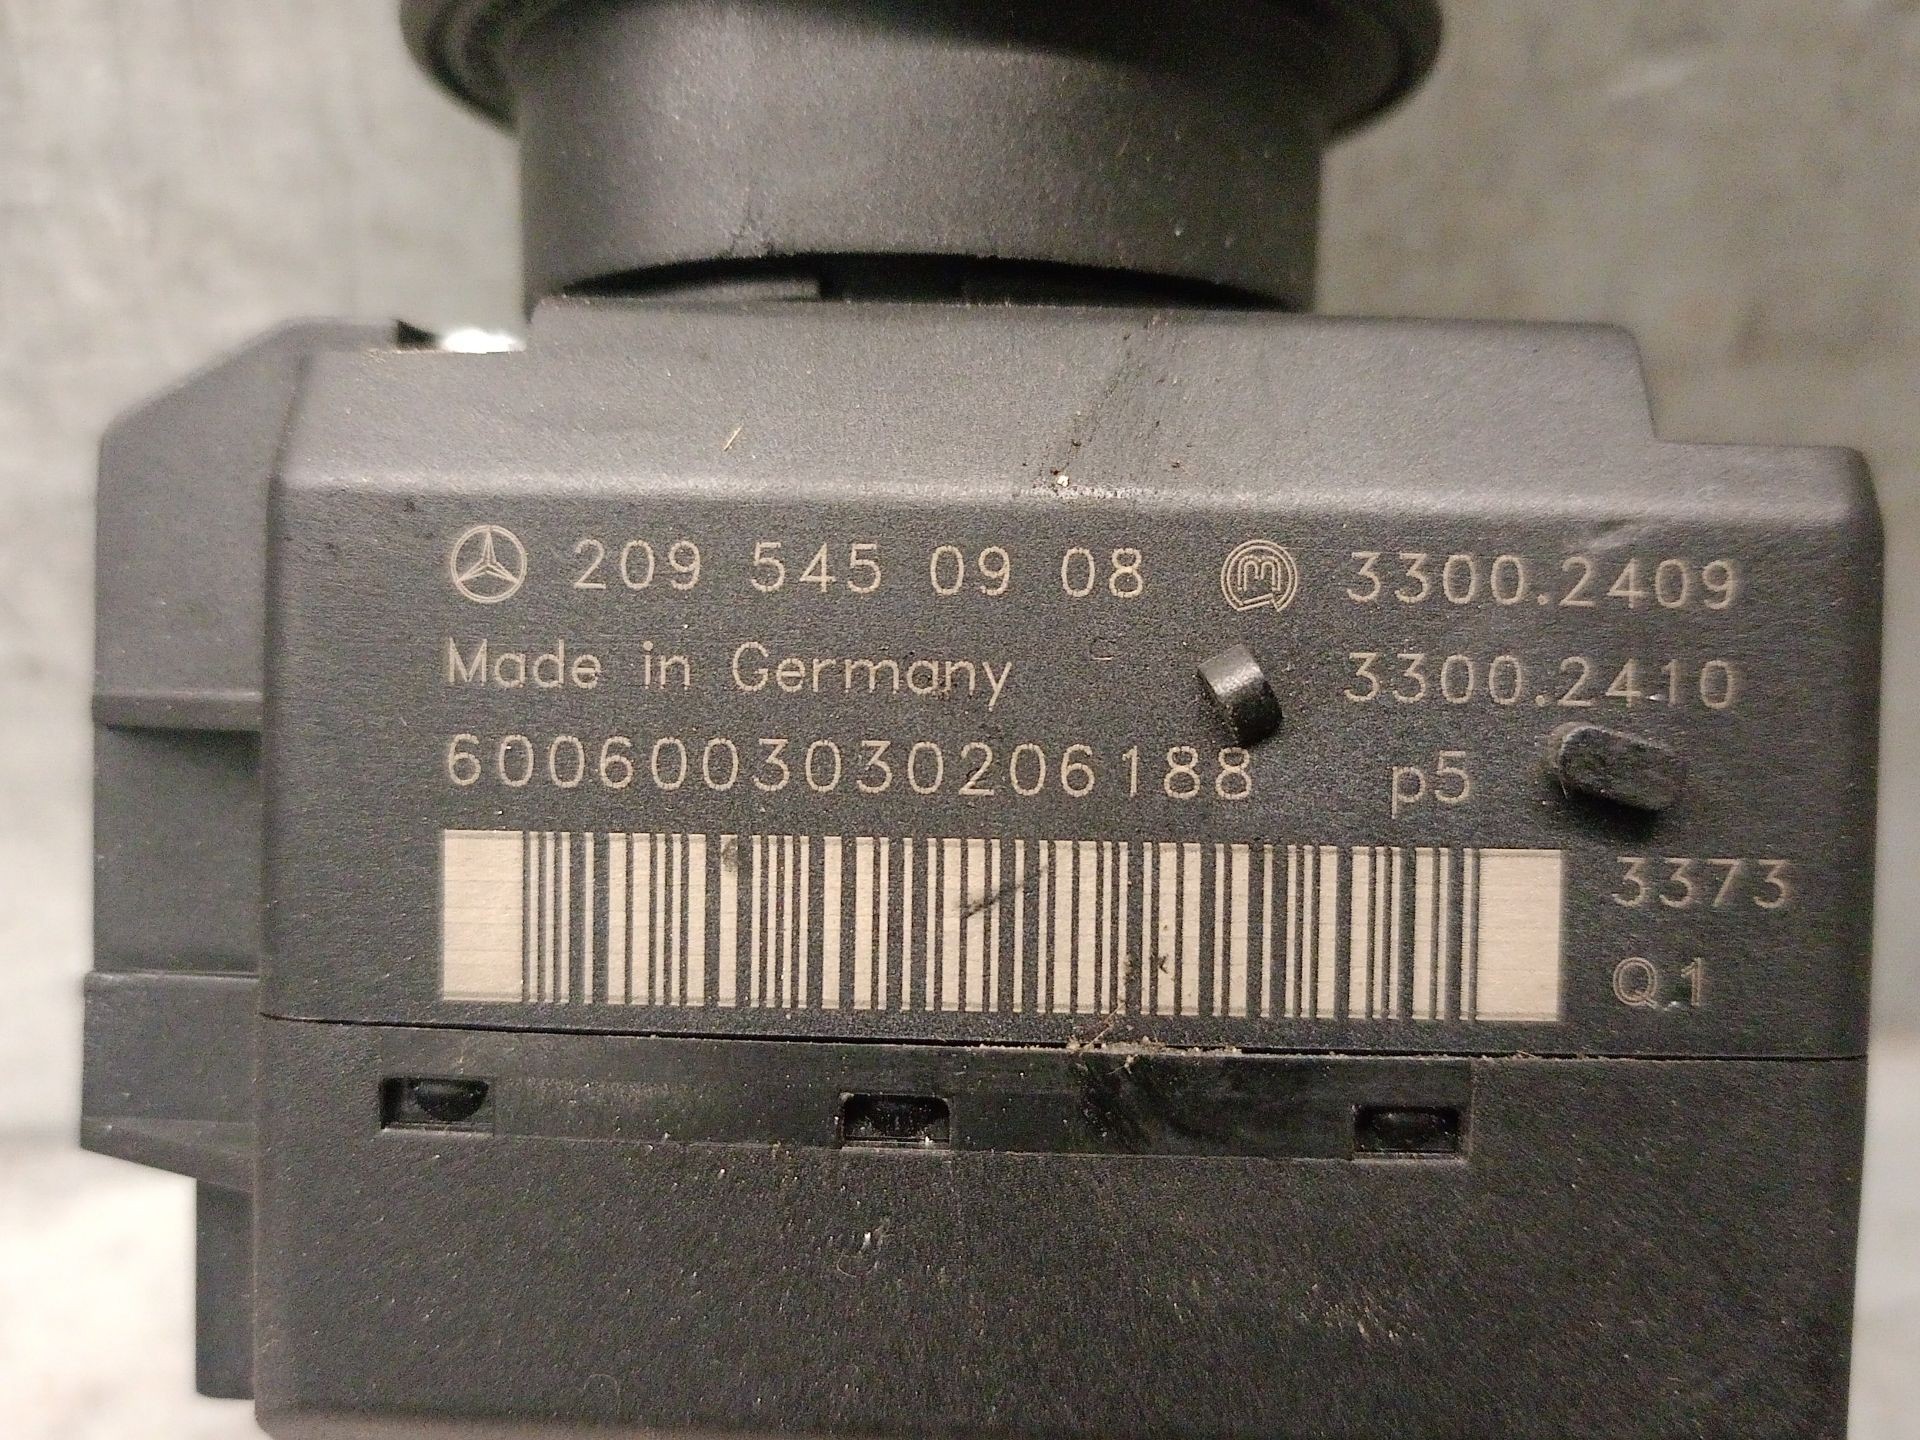 209 545 09 08 3300.2409
Made in Germany 3300.2410
6006003030206188 p5
3373
Q1